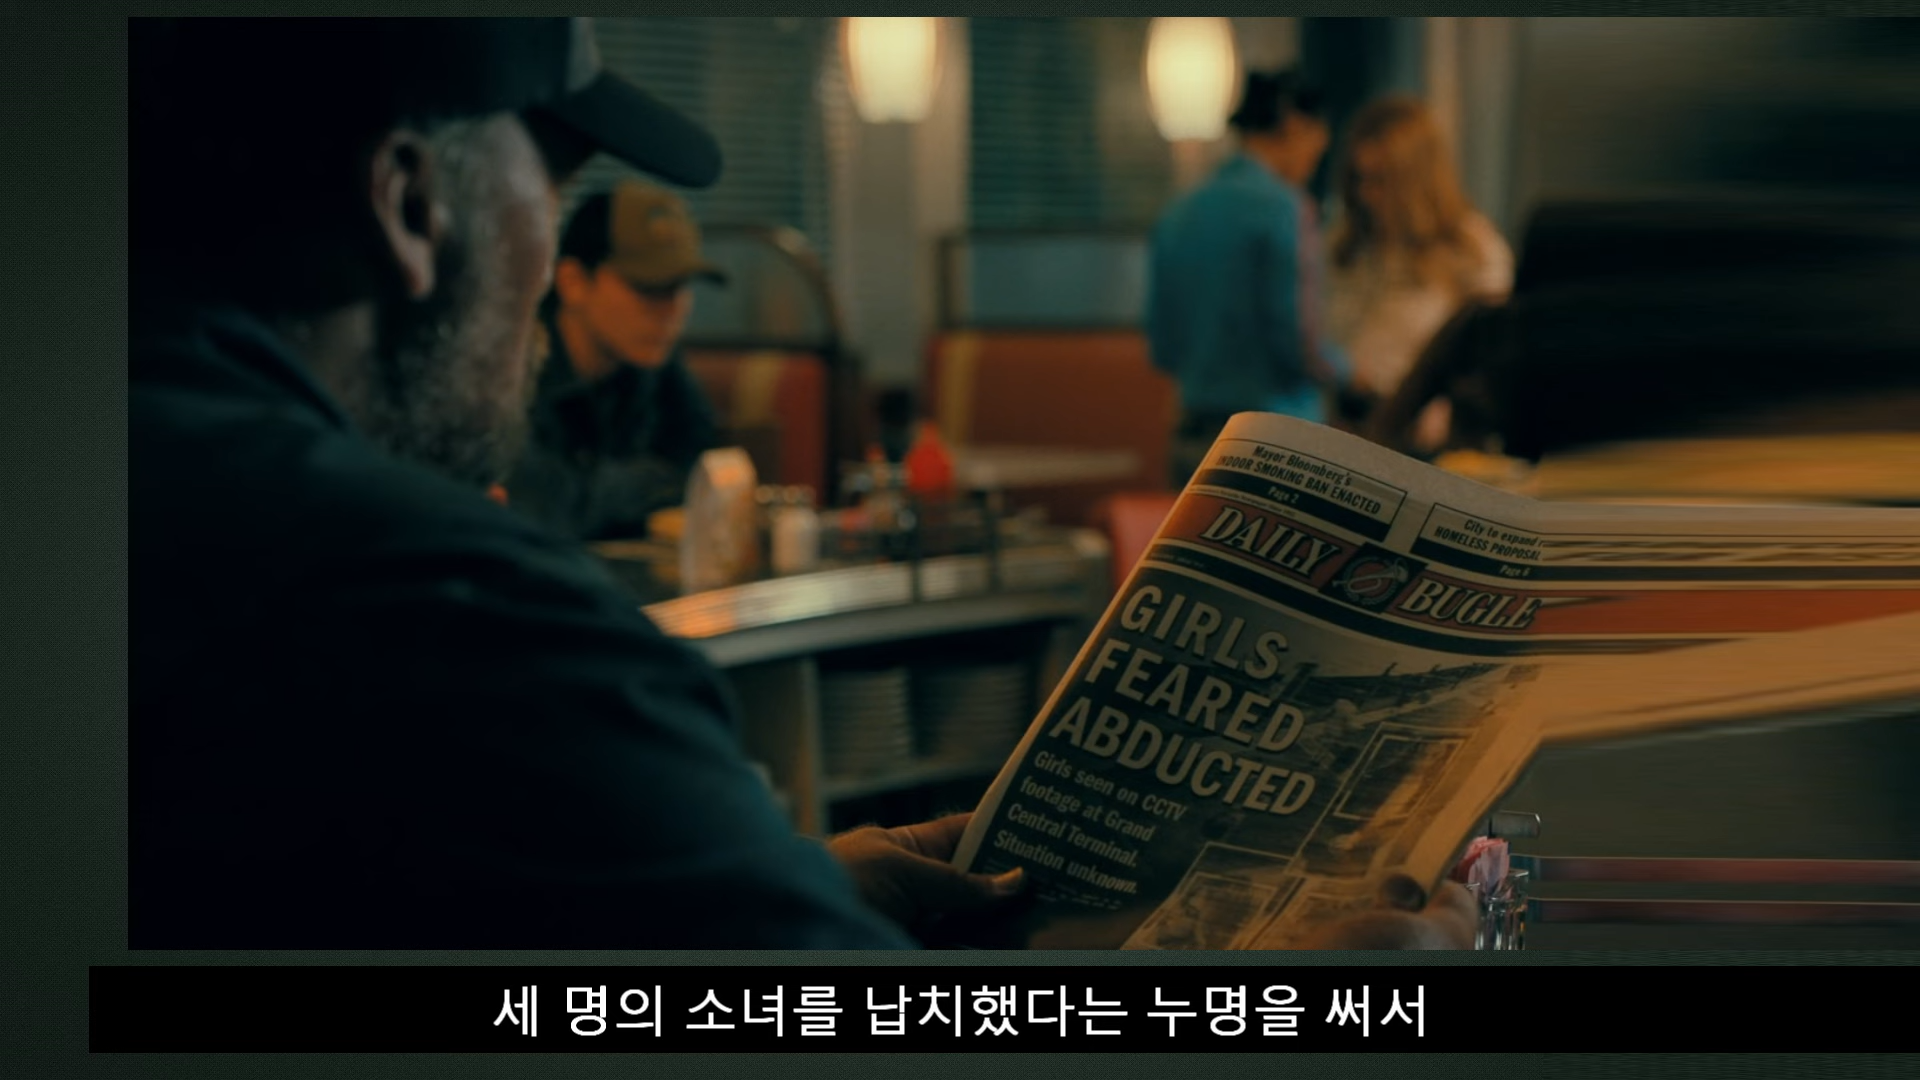 Mayor Bloomberg's
INDOOR SMOKING BAN ENACTED
Page 2
City to expand
HOMELESS PROPOSAL
Page 6
DAILY BUGLE
GIRLS
FEARED
ABDUCTED
Girls seen on CCTV
footage at Grand
Central Terminal.
Situation unknown.
세 명의 소녀를 납치했다는 누명을 써서